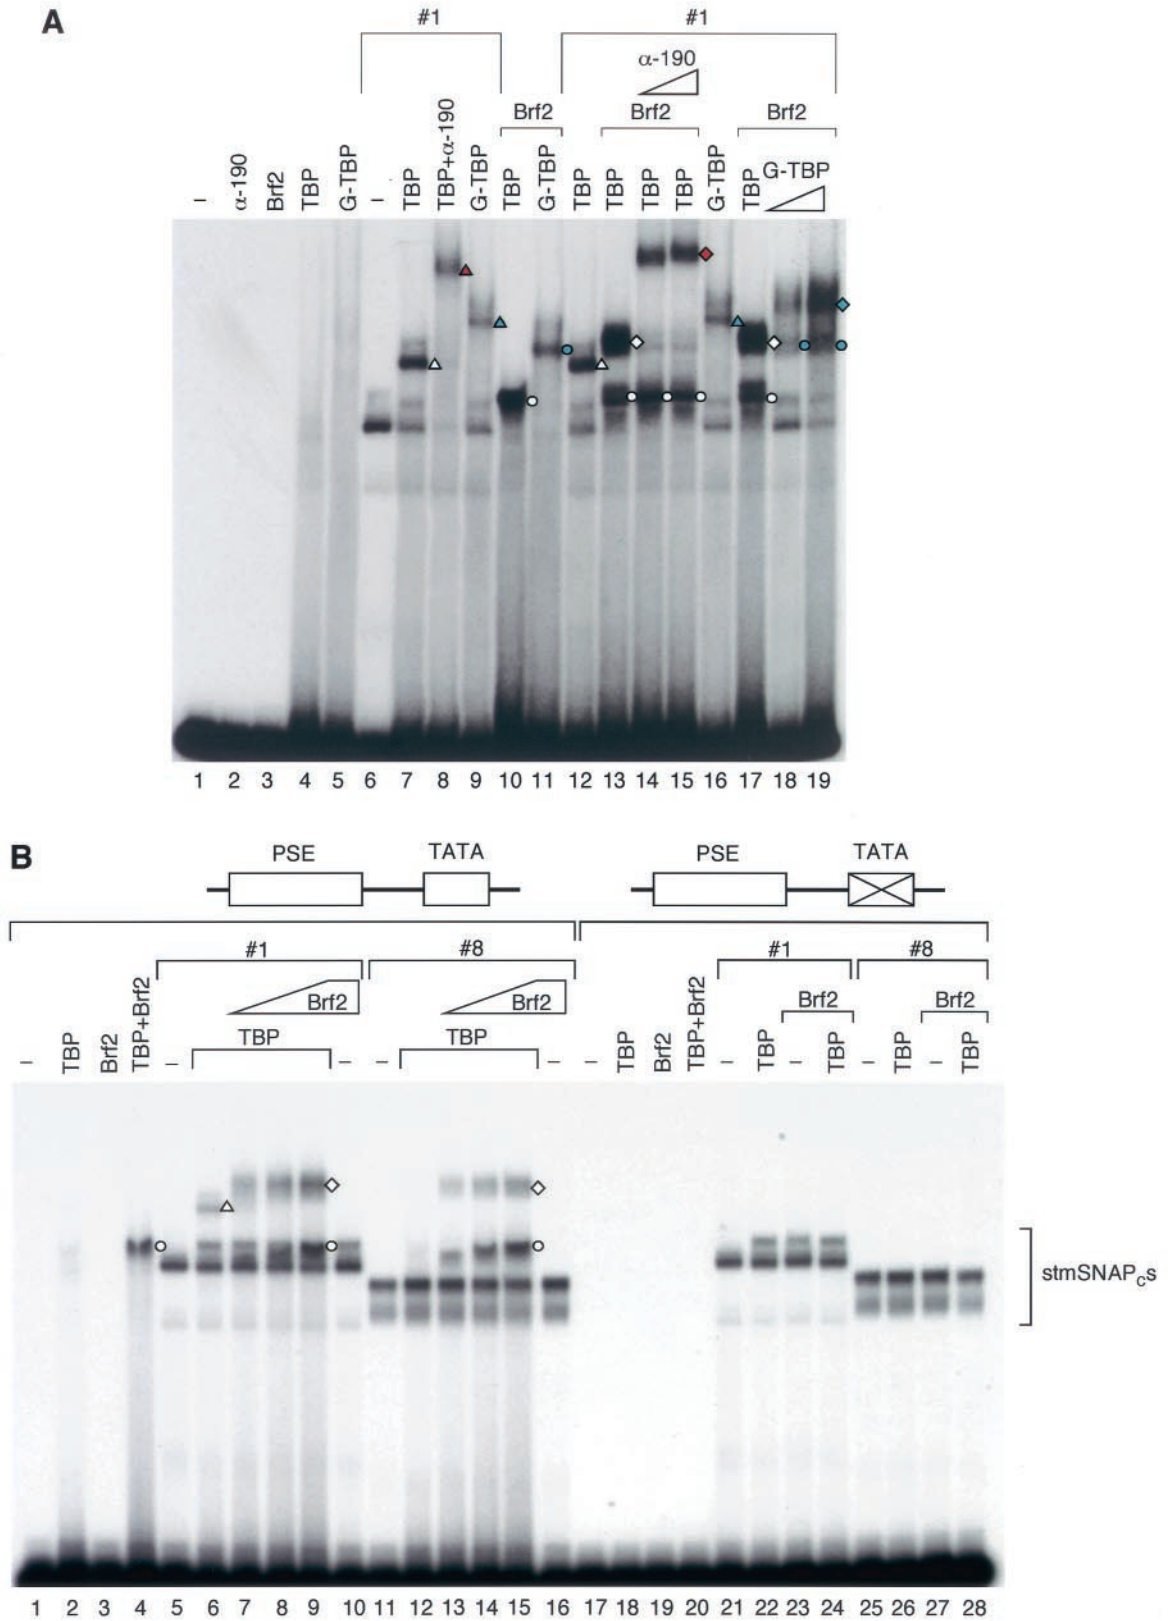 A
#1
#1
α-190
Brf2
Brf2
Brf2
G-TBP
–
α-190
Brf2
TBP
G-TBP
–
TBP
TBP+α-190
G-TBP
TBP
G-TBP
TBP
TBP
TBP
TBP
G-TBP
TBP
1 2 3 4 5 6 7 8 9 10 11 12 13 14 15 16 17 18 19
B
PSE TATA PSE TATA
#1 #8 #1 #8
Brf2 Brf2 Brf2 Brf2
TBP TBP
–
TBP
Brf2
TBP+Brf2
–
–
–
–
–
TBP
Brf2
TBP+Brf2
–
TBP
–
TBP
–
TBP
–
TBP
stmSNAPCs
1 2 3 4 5 6 7 8 9 10 11 12 13 14 15 16 17 18 19 20 21 22 23 24 25 26 27 28